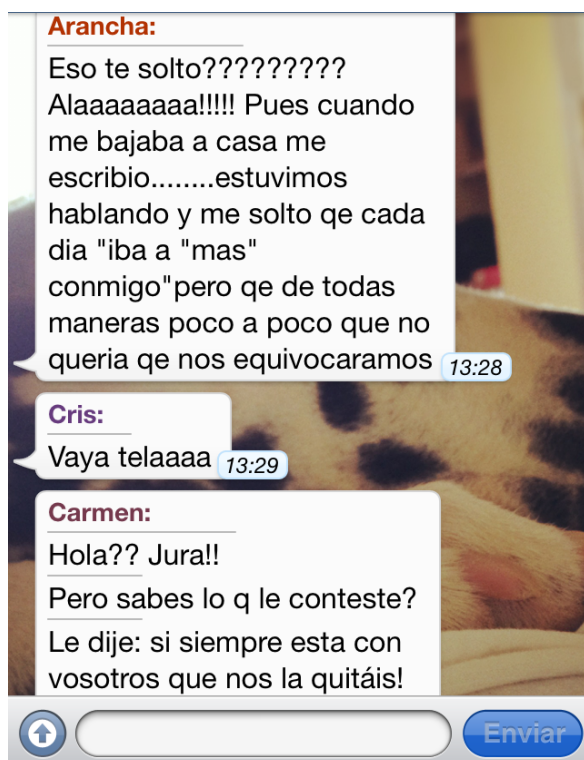 Arancha:
Eso te solto?????????
Alaaaaaaaa!!!!! Pues cuando
me bajaba a casa me
escribio........estuvimos
hablando y me solto qe cada
dia "iba a "mas"
conmigo"pero qe de todas
maneras poco a poco que no
queria qe nos equivocaramos 13:28
Cris:
Vaya telaaaa 13:29
Carmen:
Hola?? Jura!!
Pero sabes lo q le conteste?
Le dije: si siempre esta con
vosotros que nos la quitáis!
Enviar